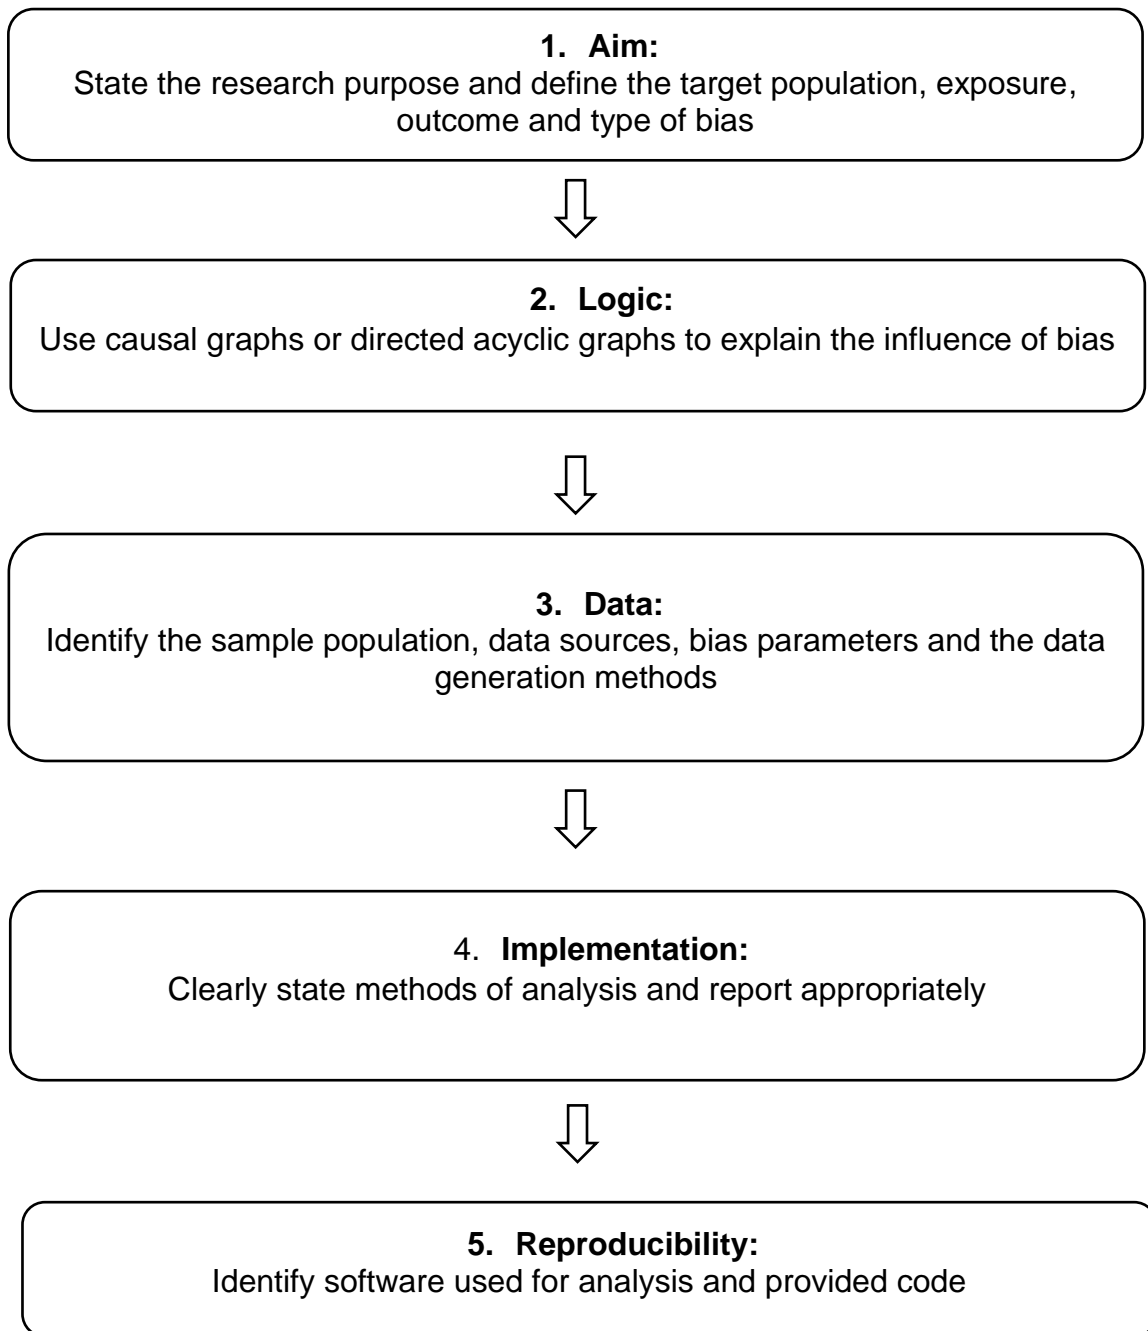 1. Aim:
State the research purpose and define the target population, exposure,
outcome and type of bias
2. Logic:
Use causal graphs or directed acyclic graphs to explain the influence of bias
3. Data:
Identify the sample population, data sources, bias parameters and the data
generation methods
4. Implementation:
Clearly state methods of analysis and report appropriately
5. Reproducibility:
Identify software used for analysis and provided code